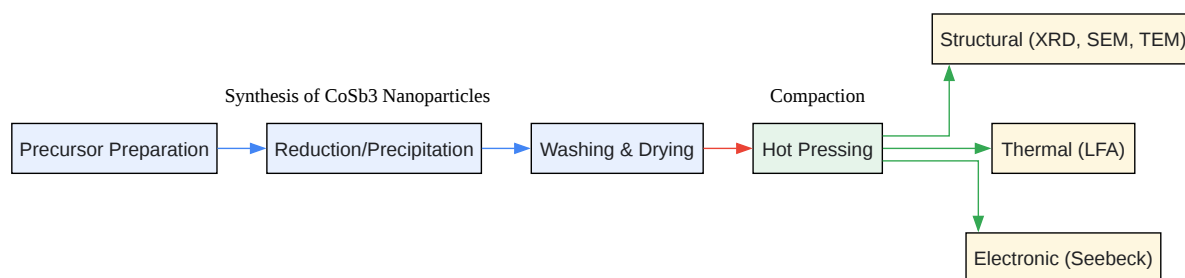 Structural (XRD, SEM, TEM)
Synthesis of CoSb3 Nanoparticles
Compaction
Precursor Preparation
Reduction/Precipitation
Washing & Drying
Hot Pressing
Thermal (LFA)
Electronic (Seebeck)